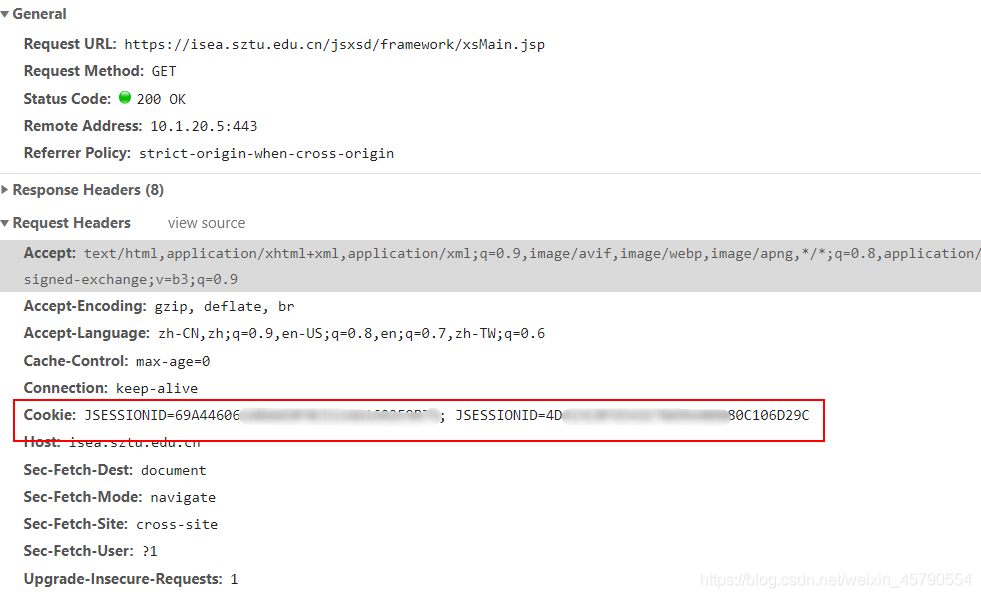 General
Request URL: https://isea.sztu.edu.cn/jsxsd/framework/xsMain.jsp
Request Method: GET
Status Code: 200 OK
Remote Address: 10.1.20.5:443
Referrer Policy: strict-origin-when-cross-origin
Response Headers (8)
Request Headers view source
Accept: text/html,application/xhtml+xml,application/xml;q=0.9,image/avif,image/webp,image/apng,*/*;q=0.8,application/
signed-exchange;v=b3;q=0.9
Accept-Encoding: gzip, deflate, br
Accept-Language: zh-CN,zh;q=0.9,en-US;q=0.8,en;q=0.7,zh-TW;q=0.6
Cache-Control: max-age=0
Connection: keep-alive
Cookie: JSESSIONID=69A44606 ; JSESSIONID=4D 80C106D29C
Host: isea.sztu.edu.cn
Sec-Fetch-Dest: document
Sec-Fetch-Mode: navigate
Sec-Fetch-Site: cross-site
Sec-Fetch-User: ?1
Upgrade-Insecure-Requests: 1
https://blog.csdn.net/weixin_45790554